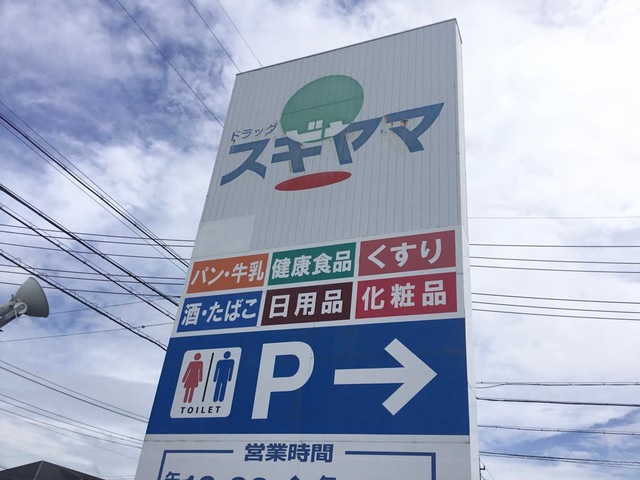 ドラッグ
スギヤマ
パン・牛乳 健康食品 くすり
酒・たばこ 日用品 化粧品
TOILET P →
営業時間